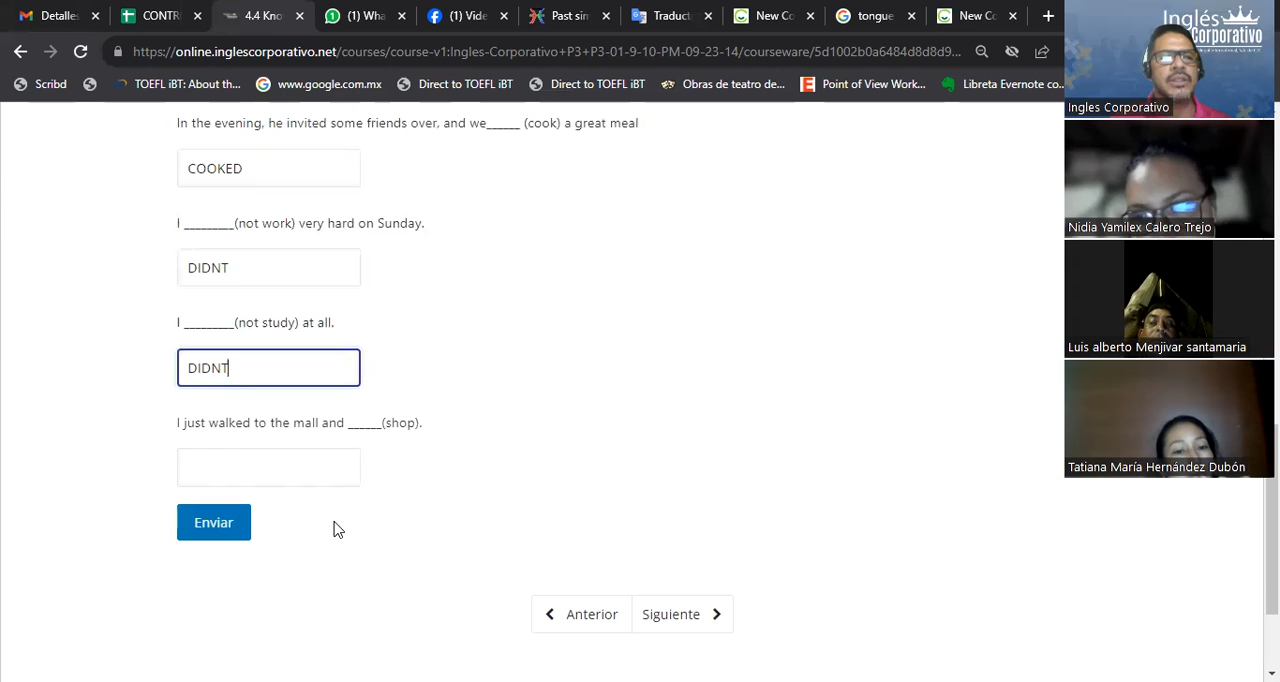 Detalles
CONTR
4.4 Kno
(1) Wha
(1) Vide
Past sin
Traduct
New Co
tongue
New Co
https://online.inglescorporativo.net/courses/course-v1:Ingles-Corporativo+P3+P3-01-9-10-PM-09-23-14/courseware/5d1002b0a6484d8d8d9...
Scribd
TOEFL iBT: About th...
www.google.com.mx
Direct to TOEFL iBT
Direct to TOEFL iBT
Obras de teatro de...
Point of View Work...
Libreta Evernote co...
In the evening, he invited some friends over, and we______ (cook) a great meal
COOKED
I _________(not work) very hard on Sunday.
DIDNT
I _________(not study) at all.
DIDNT
I just walked to the mall and ______(shop).
Enviar
Anterior
Siguiente
Inglés
Corporativo
Ingles Corporativo
Nidia Yamilex Calero Trejo
Luis alberto Menjivar santamaria
Tatiana María Hernández Dubón